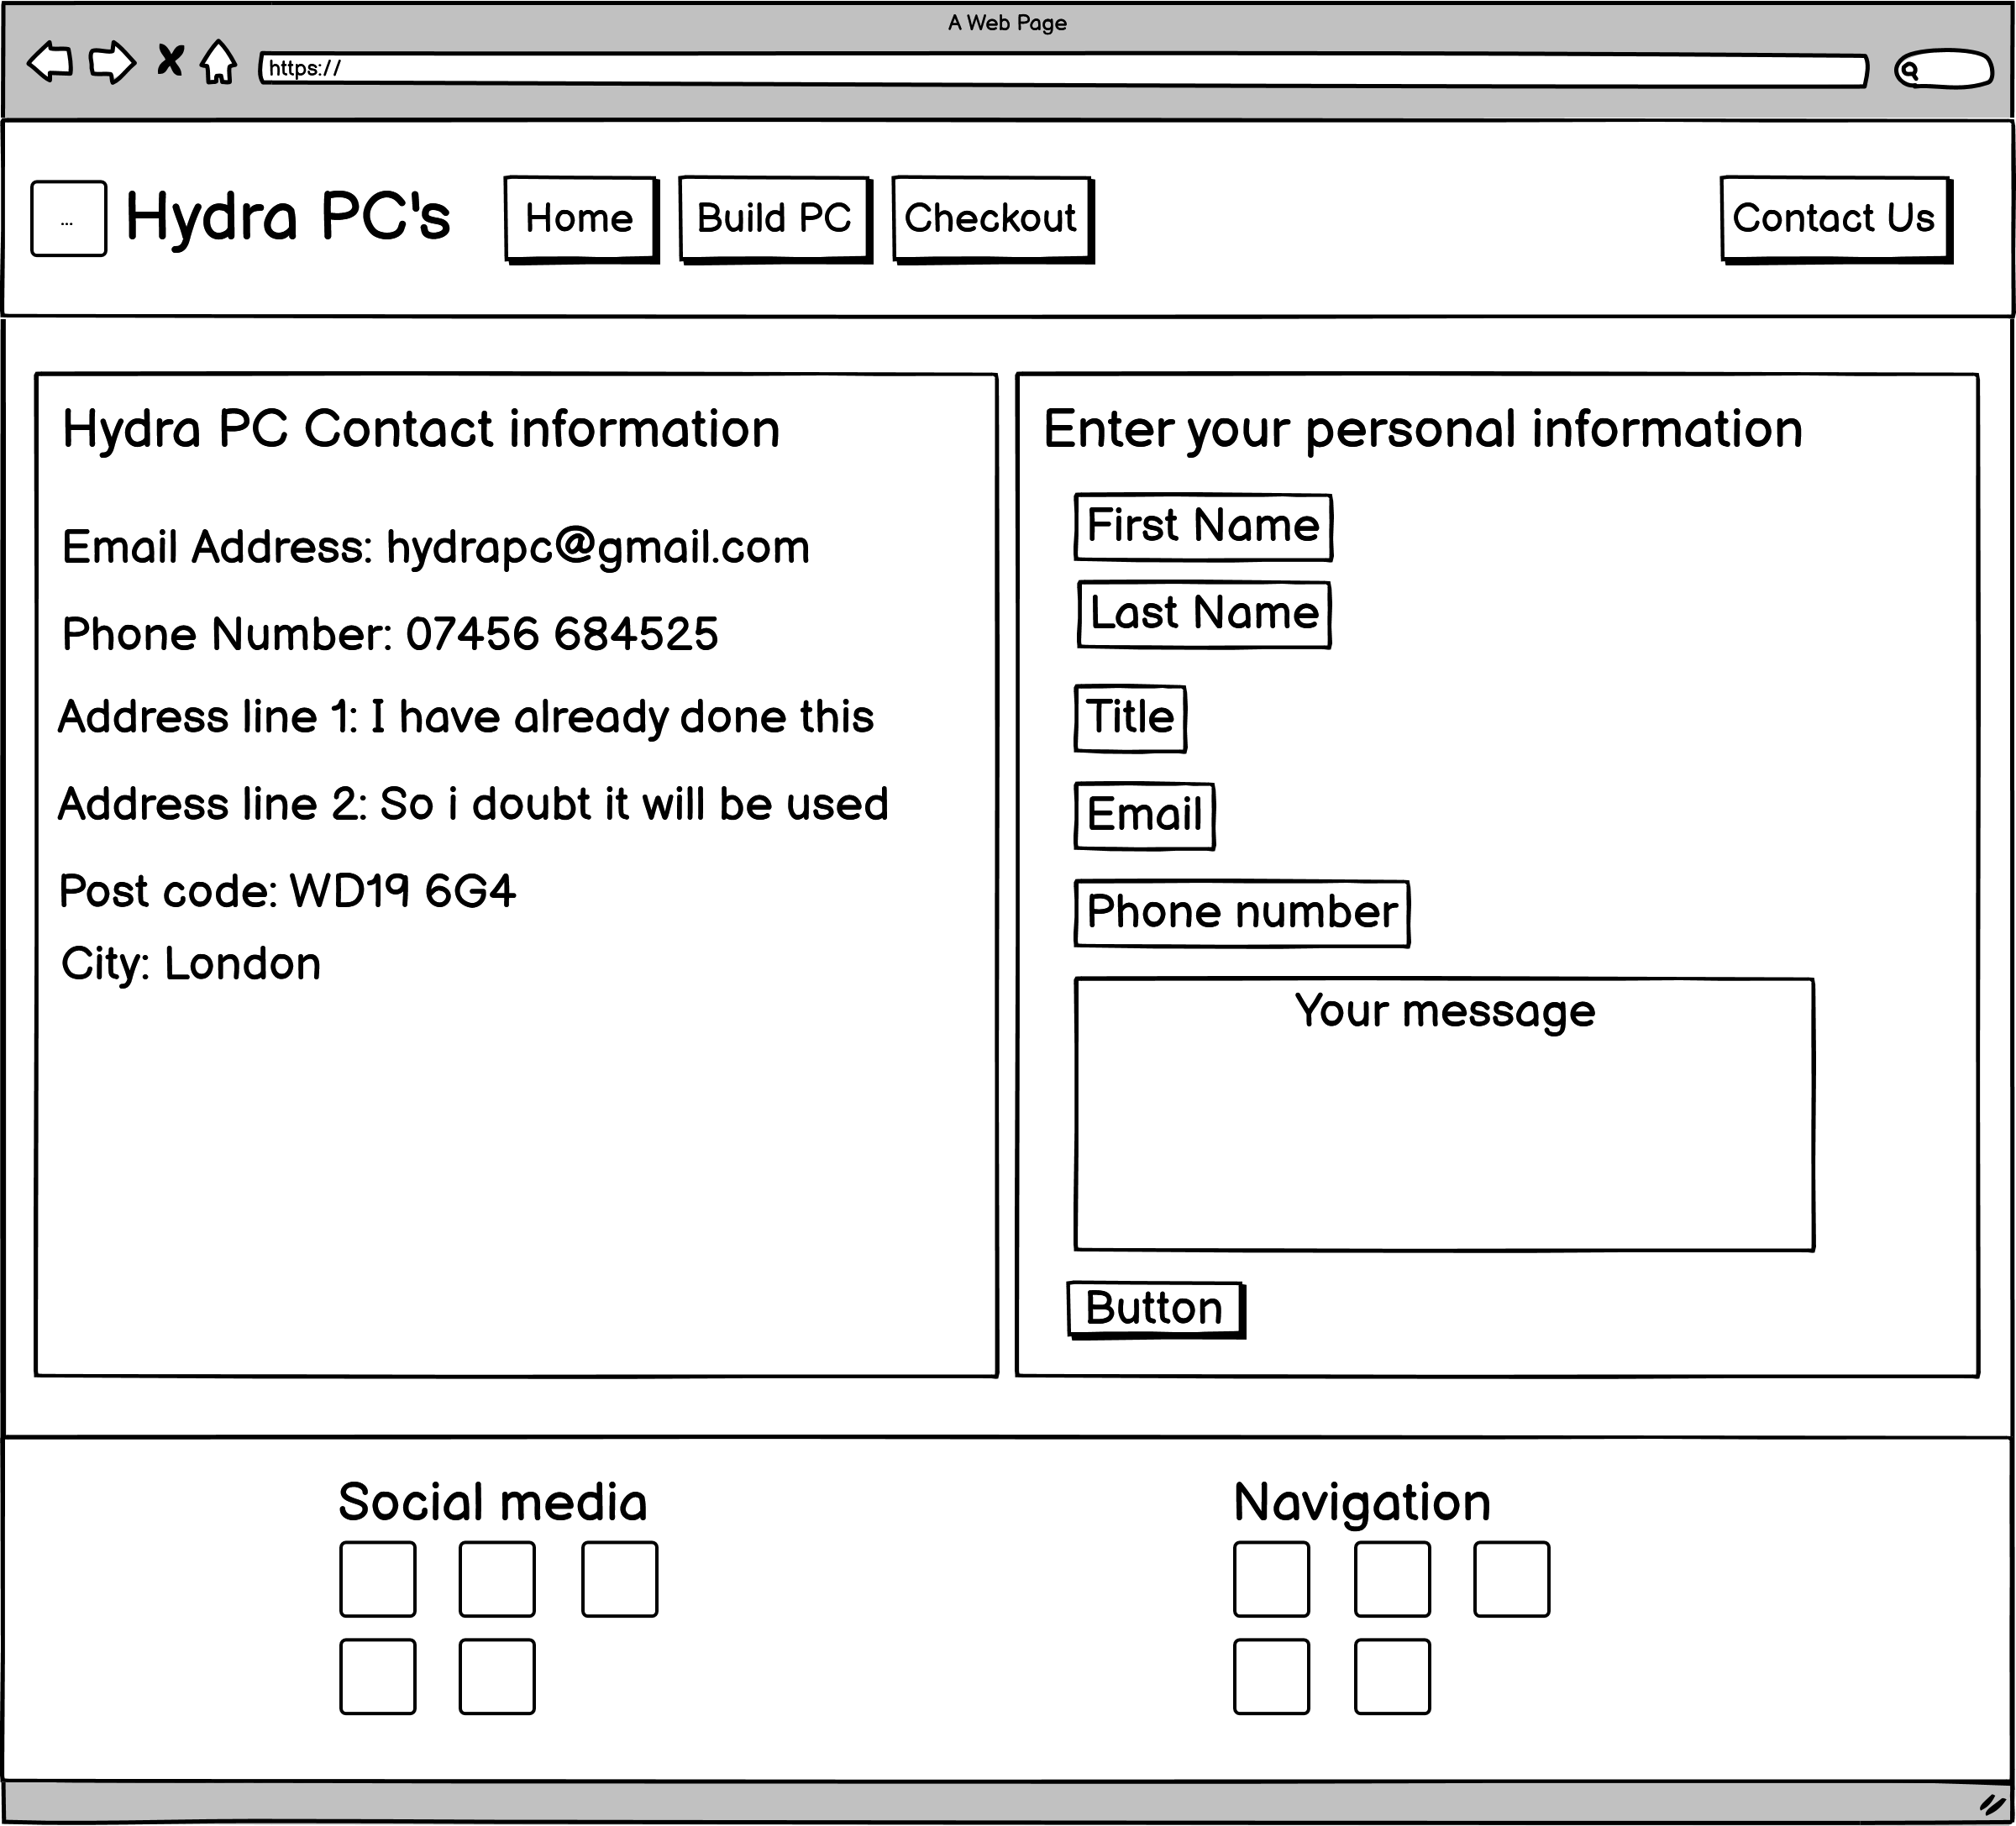 A Web Page
https://
...
Hydra PC's
Home
Build PC
Checkout
Contact Us
Hydra PC Contact information
Email Address: hydrapc@gmail.com
Phone Number: 07456 684525
Address line 1: I have already done this
Address line 2: So i doubt it will be used
Post code: WD19 6G4
City: London
Enter your personal information
First Name
Last Name
Title
Email
Phone number
Your message
Button
Social media
Navigation